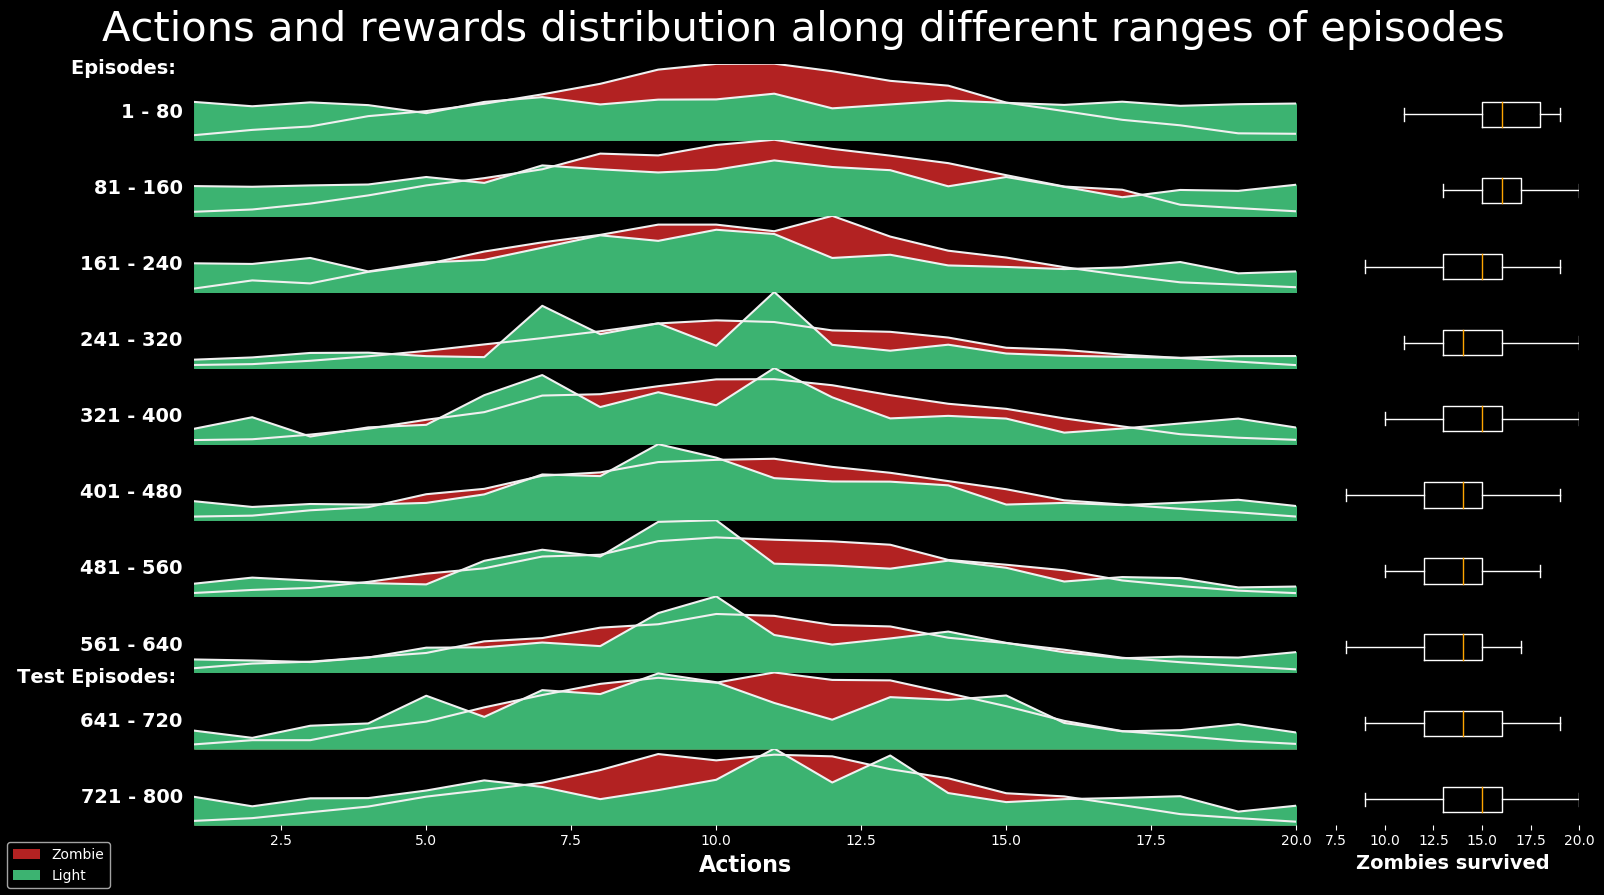 Actions and rewards distribution along different ranges of episodes
Episodes:
1 - 80
81 - 160
161 - 240
241 - 320
321 - 400
401 - 480
481 - 560
561 - 640
Test Episodes:
641 - 720
721 - 800
2.5 5.0 7.5 10.0 12.5 15.0 17.5 20.0 7.5 10.0 12.5 15.0 17.5 20.0
Actions
Zombies survived
Zombie
Light